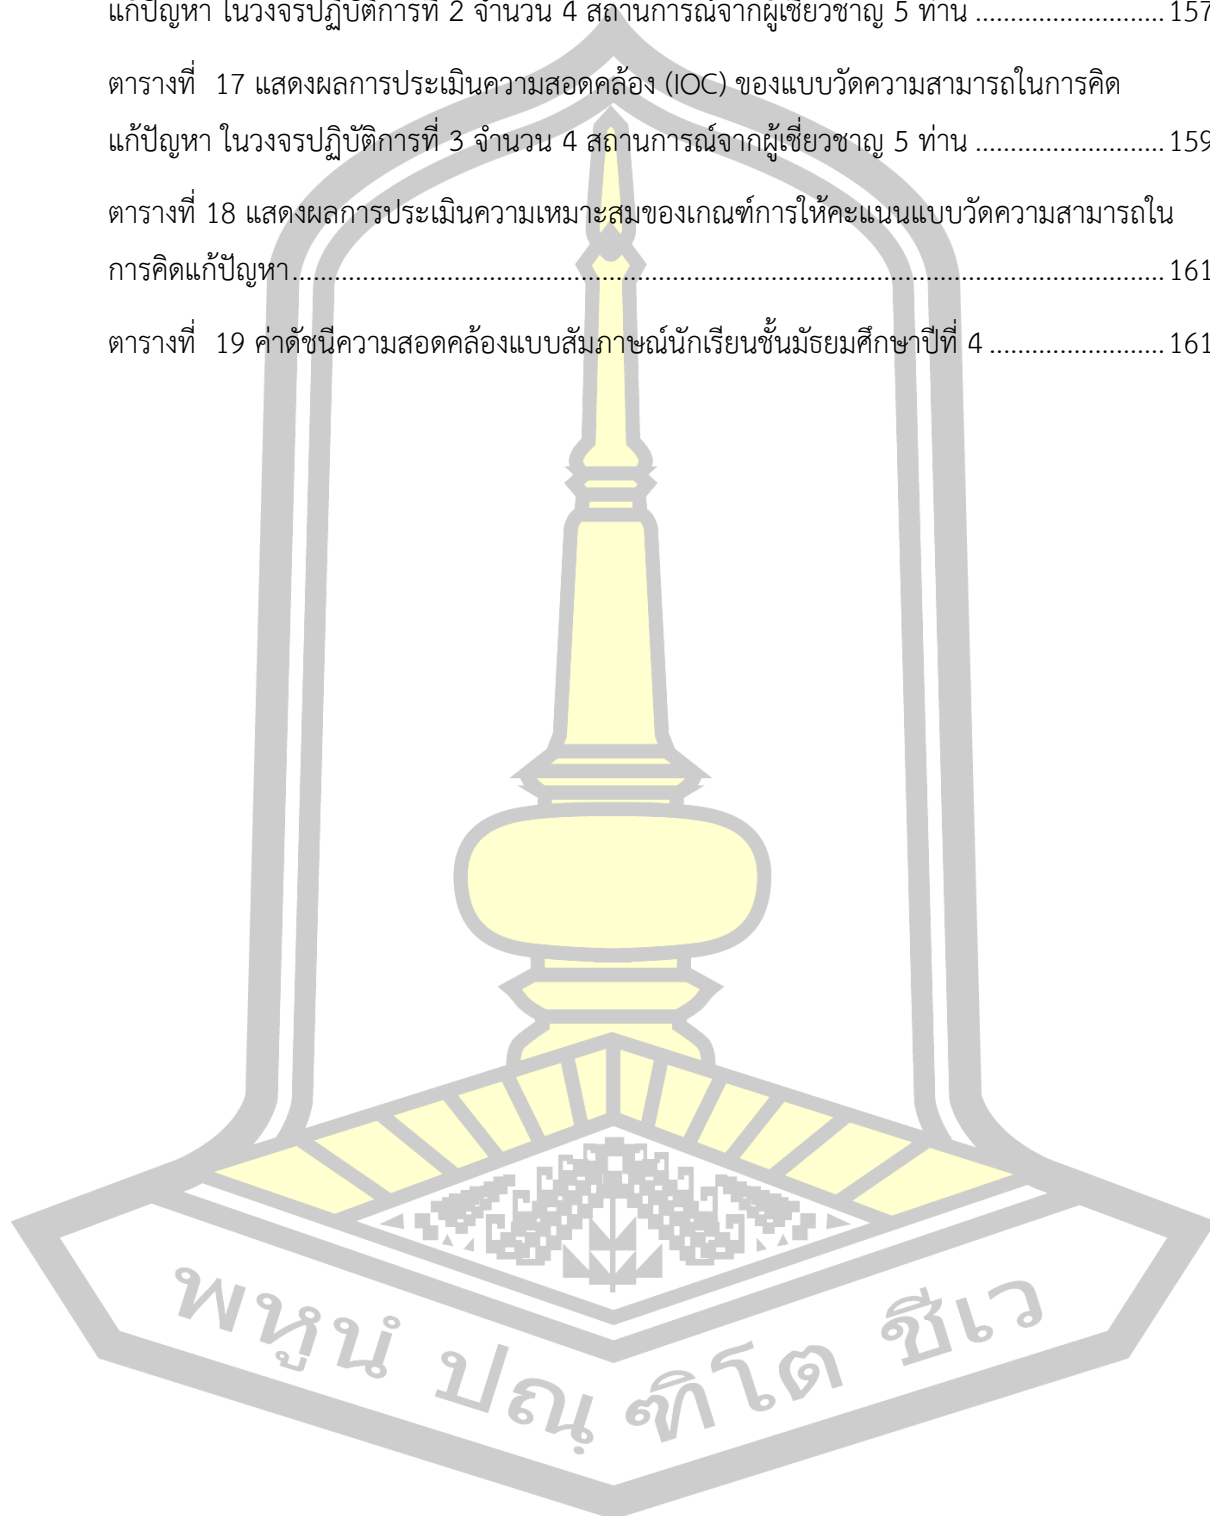 แก้ปัญหา ในวงจรปฏิบัติการที่ 2 จำนวน 4 สถานการณ์จากผู้เชี่ยวชาญ 5 ท่าน ......................... 157
ตารางที่  17 แสดงผลการประเมินความสอดคล้อง (IOC) ของแบบวัดความสามารถในการคิด
แก้ปัญหา ในวงจรปฏิบัติการที่ 3 จำนวน 4 สถานการณ์จากผู้เชี่ยวชาญ 5 ท่าน ......................... 159
ตารางที่ 18 แสดงผลการประเมินความเหมาะสมของเกณฑ์การให้คะแนนแบบวัดความสามารถใน
การคิดแก้ปัญหา.................................................................................................................. 161
ตารางที่  19 ค่าดัชนีความสอดคล้องแบบสัมภาษณ์นักเรียนชั้นมัธยมศึกษาปีที่ 4 ........................ 161
พหูนํ ปณฺฑิโต ชีเว